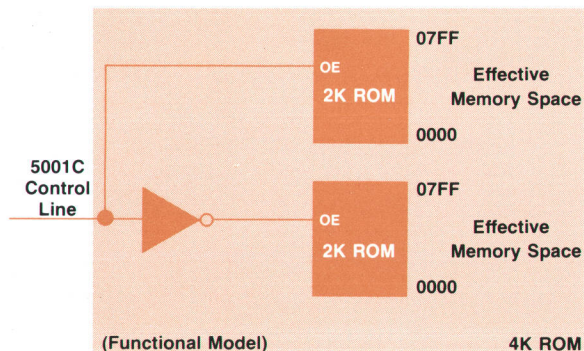 07FF
OE
2K ROM
Effective
Memory Space
0000
5001C
Control
Line
07FF
OE
2K ROM
Effective
Memory Space
0000
(Functional Model)
4K ROM